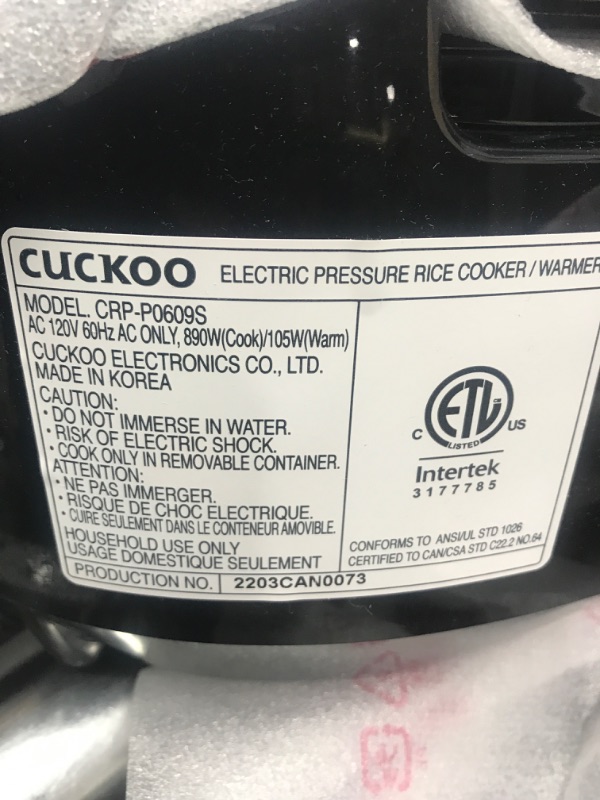 CUCKOO ELECTRIC PRESSURE RICE COOKER / WARMER
MODEL. CRP-P0609S
AC 120V 60Hz AC ONLY, 890W(Cook)/105W(Warm)
CUCKOO ELECTRONICS CO., LTD.
MADE IN KOREA
CAUTION:
• DO NOT IMMERSE IN WATER.
• RISK OF ELECTRIC SHOCK.
• COOK ONLY IN REMOVABLE CONTAINER.
ATTENTION:
• NE PAS IMMERGER.
• RISQUE DE CHOC ELECTRIQUE.
• CUIRE SEULEMENT DANS LE CONTENEUR AMOVIBLE.
HOUSEHOLD USE ONLY
USAGE DOMESTIQUE SEULEMENT
C ETL US
LISTED
Intertek
3177785
CONFORMS TO ANSI/UL STD 1026
CERTIFIED TO CAN/CSA STD C22.2 NO.64
PRODUCTION NO. 2203CAN0073